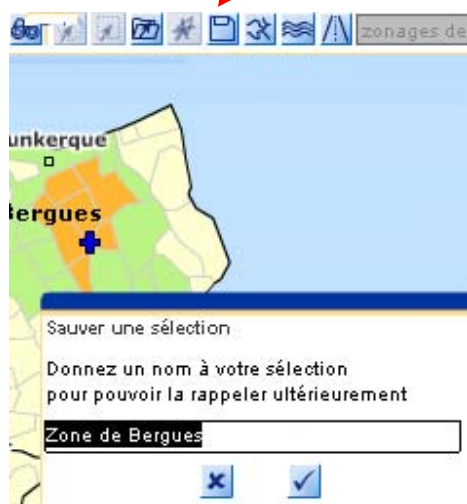 zonages de
unkerque
Bergues
Sauver une sélection
Donnez un nom à votre sélection
pour pouvoir la rappeler ultérieurement
Zone de Bergues